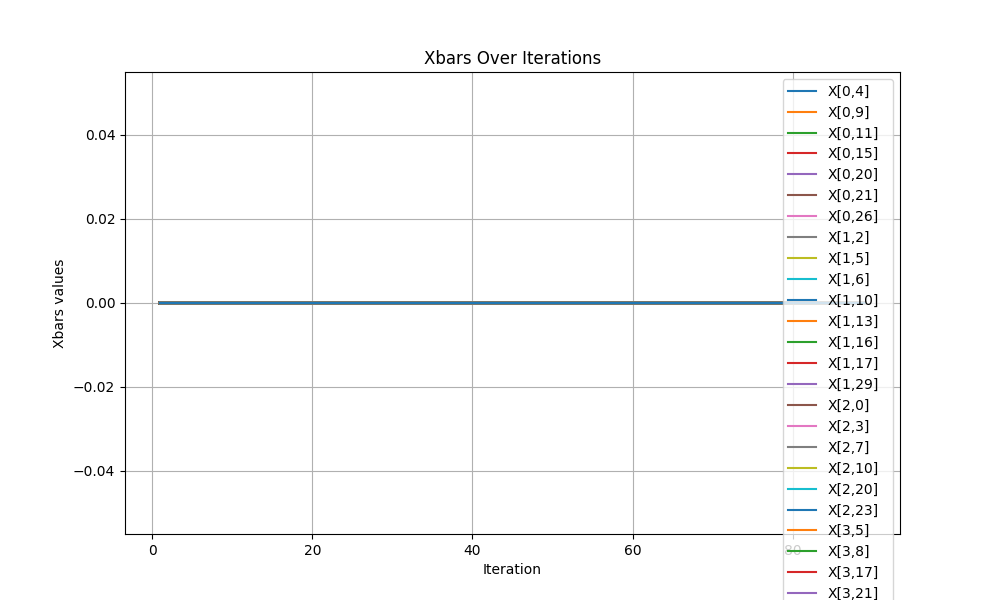 Xbars Over Iterations
Xbars values
0.04
0.02
0.00
−0.02
−0.04
0
20
40
60
80
Iteration
X[0,4]
X[0,9]
X[0,11]
X[0,15]
X[0,20]
X[0,21]
X[0,26]
X[1,2]
X[1,5]
X[1,6]
X[1,10]
X[1,13]
X[1,16]
X[1,17]
X[1,29]
X[2,0]
X[2,3]
X[2,7]
X[2,10]
X[2,20]
X[2,23]
X[3,5]
X[3,8]
X[3,17]
X[3,21]